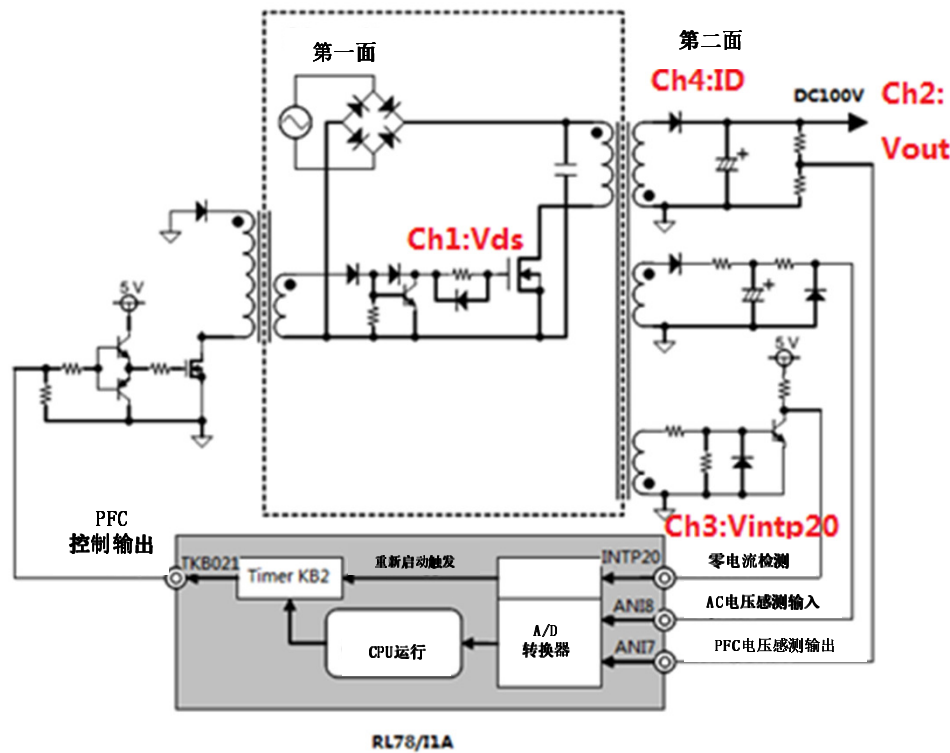 第一面
第二面
Ch4:ID
DC100V
Ch2:
Vout
Ch1:Vds
5 V
5 V
Ch3:Vintp20
PFC
控制输出
TKB021
Timer KB2
重新启动触发
INTP20
零电流检测
ANI8
AC电压感测输入
CPU运行
A/D
转换器
ANI7
PFC电压感测输出
RL78/I1A